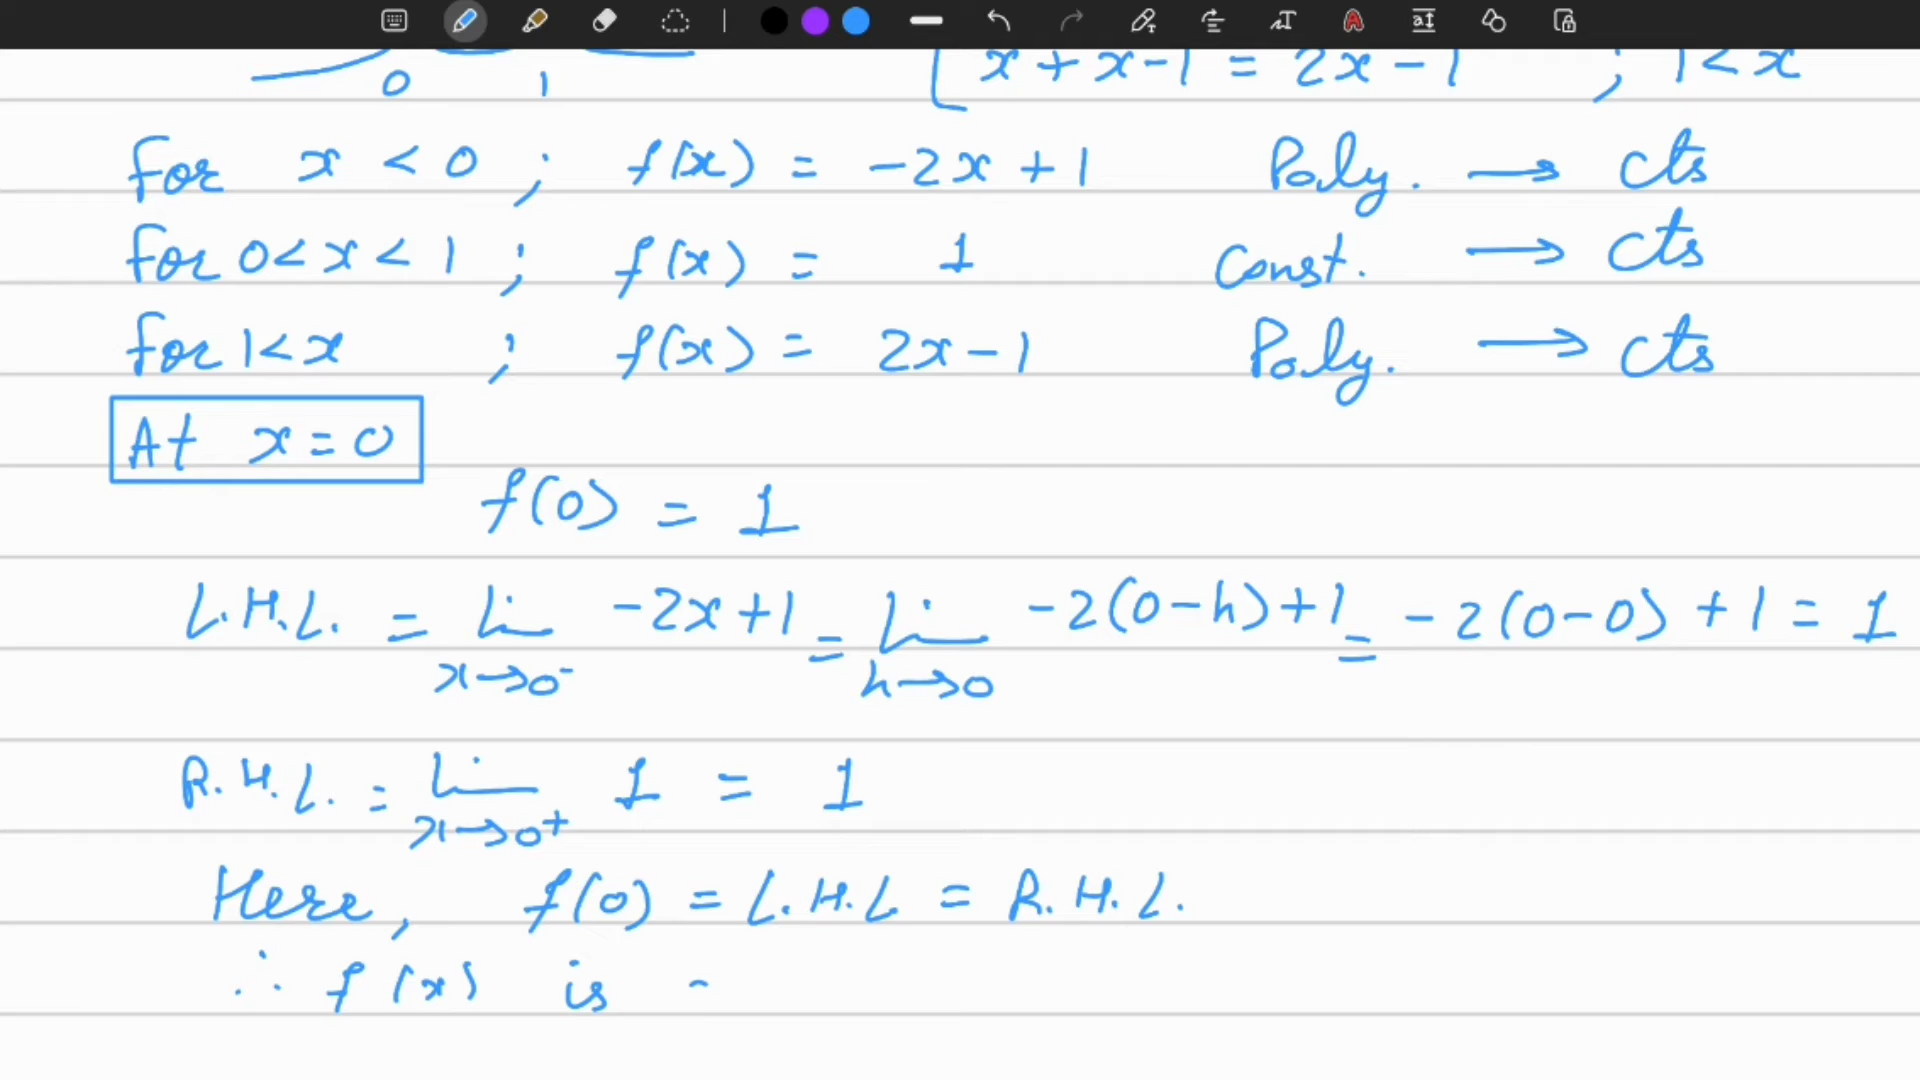 0 1
x + x - 1 = 2x - 1 ; 1 < x
For x < 0 ; f(x) = -2x + 1 Poly. → cts
For 0 < x < 1 ; f(x) = 1 Const. → cts
For 1 < x ; f(x) = 2x - 1 Poly. → cts
At x = 0
f(0) = 1
L.H.L. = Lim x→0⁻ -2x + 1 = Lim h→0 -2(0-h) + 1 = -2(0-0) + 1 = 1
R.H.L. = Lim x→0⁺ 1 = 1
Here, f(0) = L.H.L = R.H.L.
∴ f(x) is